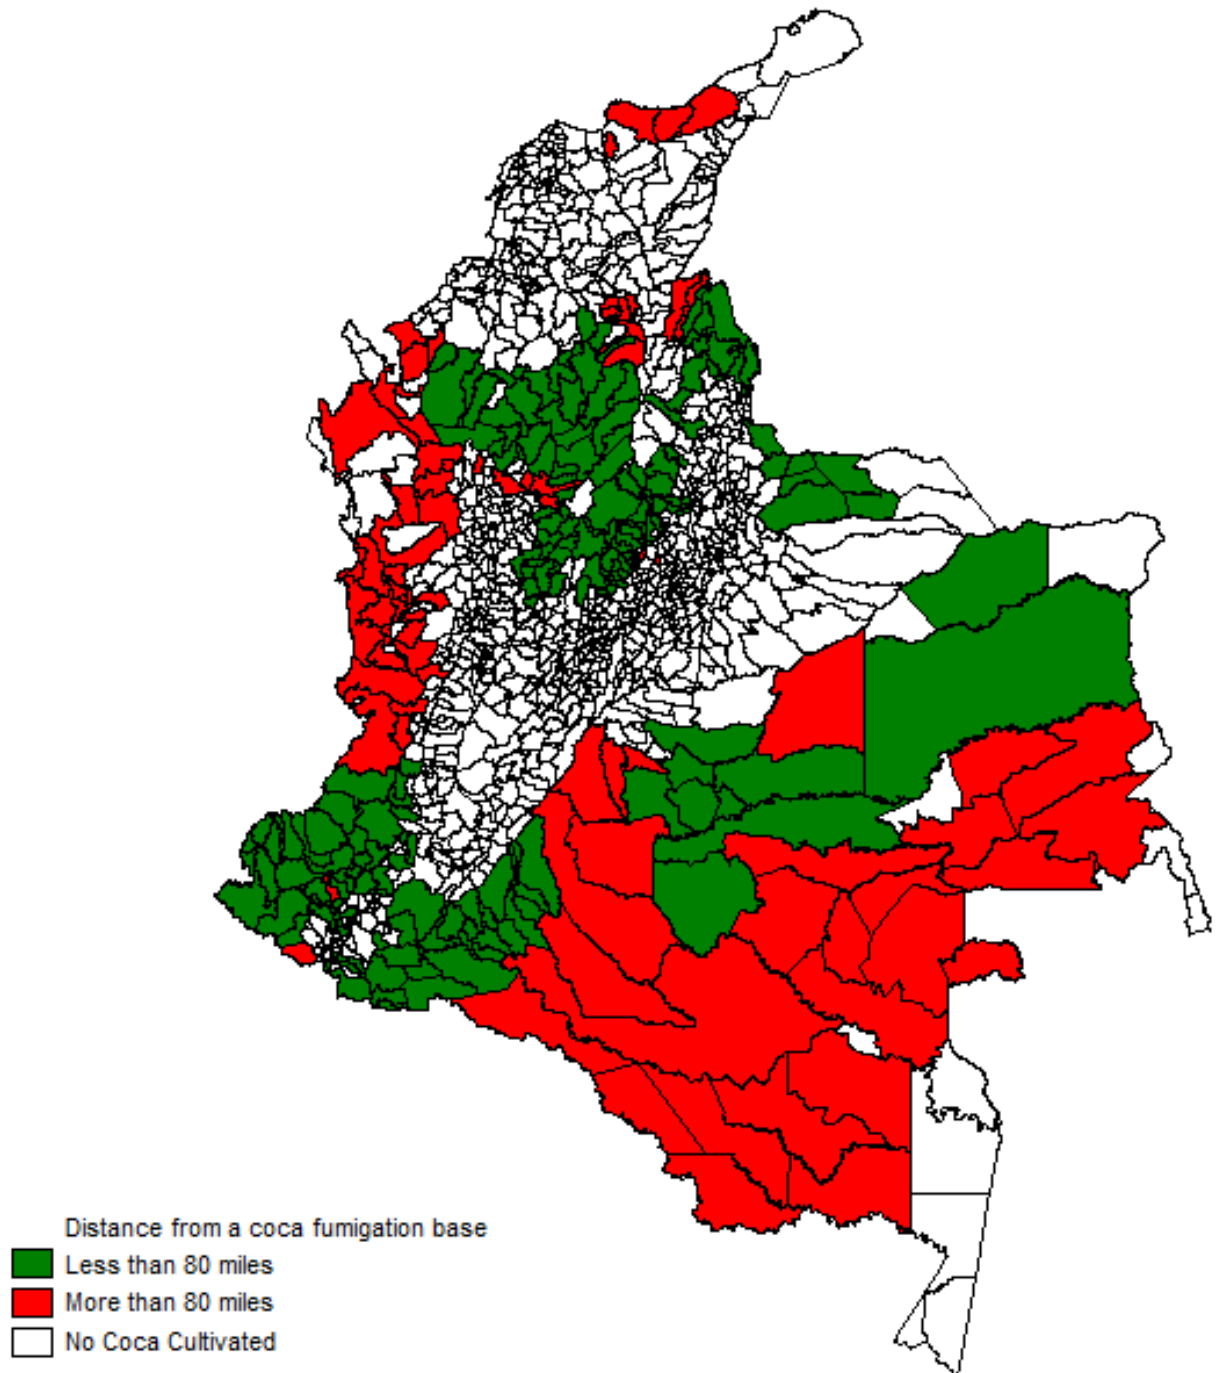 Distance from a coca fumigation base
Less than 80 miles
More than 80 miles
No Coca Cultivated